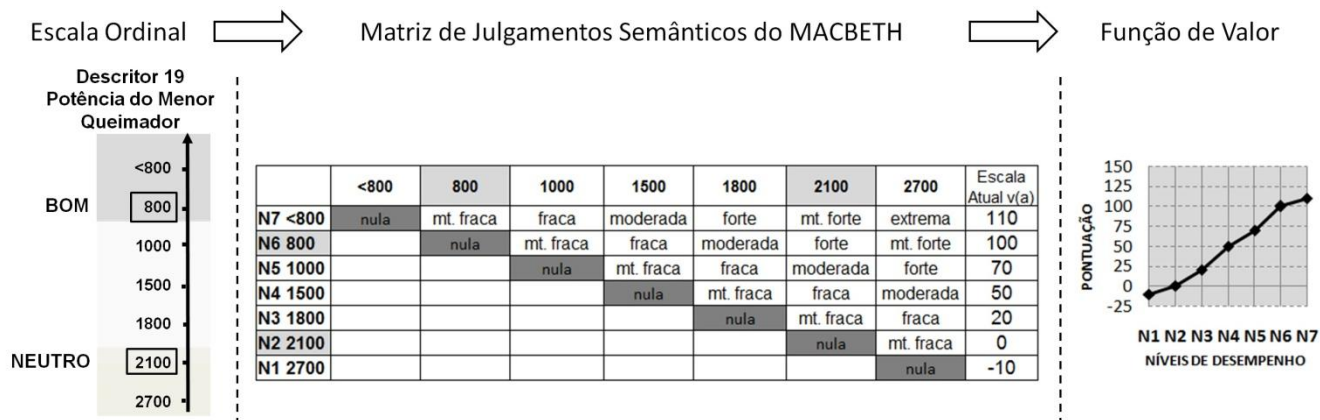 Escala Ordinal
Matriz de Julgamentos Semânticos do MACBETH
Função de Valor
Descritor 19
Potência do Menor
Queimador
<800
BOM 800
1000
1500
1800
NEUTRO 2100
2700
<800 800 1000 1500 1800 2100 2700 Escala
Atual v(a)
N7 <800 nula mt. fraca fraca moderada forte mt. forte extrema 110
N6 800 nula mt. fraca fraca moderada forte mt. forte 100
N5 1000 nula mt. fraca fraca moderada forte 70
N4 1500 nula mt. fraca fraca moderada 50
N3 1800 nula mt. fraca fraca 20
N2 2100 nula mt. fraca 0
N1 2700 nula -10
PONTUAÇÃO
150
125
100
75
50
25
0
-25
N1 N2 N3 N4 N5 N6 N7
NÍVEIS DE DESEMPENHO